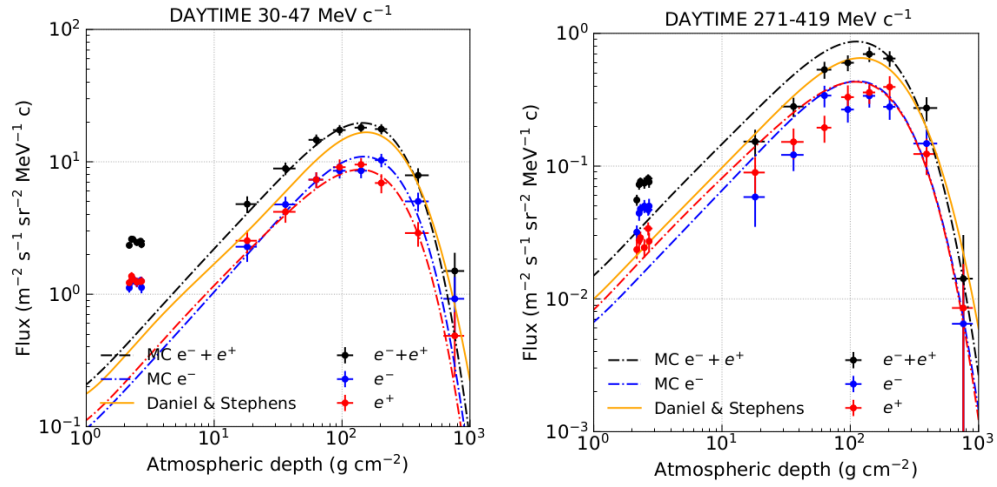 DAYTIME 30-47 MeV c⁻¹
Flux (m⁻² s⁻¹ sr⁻² MeV⁻¹ c)
10²
10¹
10⁰
10⁻¹
MC e⁻ + e⁺
MC e⁻
Daniel & Stephens
e⁻+e⁺
e⁻
e⁺
10⁰ 10¹ 10² 10³
Atmospheric depth (g cm⁻²)
DAYTIME 271-419 MeV c⁻¹
Flux (m⁻² s⁻¹ sr⁻² MeV⁻¹ c)
10⁰
10⁻¹
10⁻²
10⁻³
MC e⁻ + e⁺
MC e⁻
Daniel & Stephens
e⁻+e⁺
e⁻
e⁺
10⁰ 10¹ 10² 10³
Atmospheric depth (g cm⁻²)